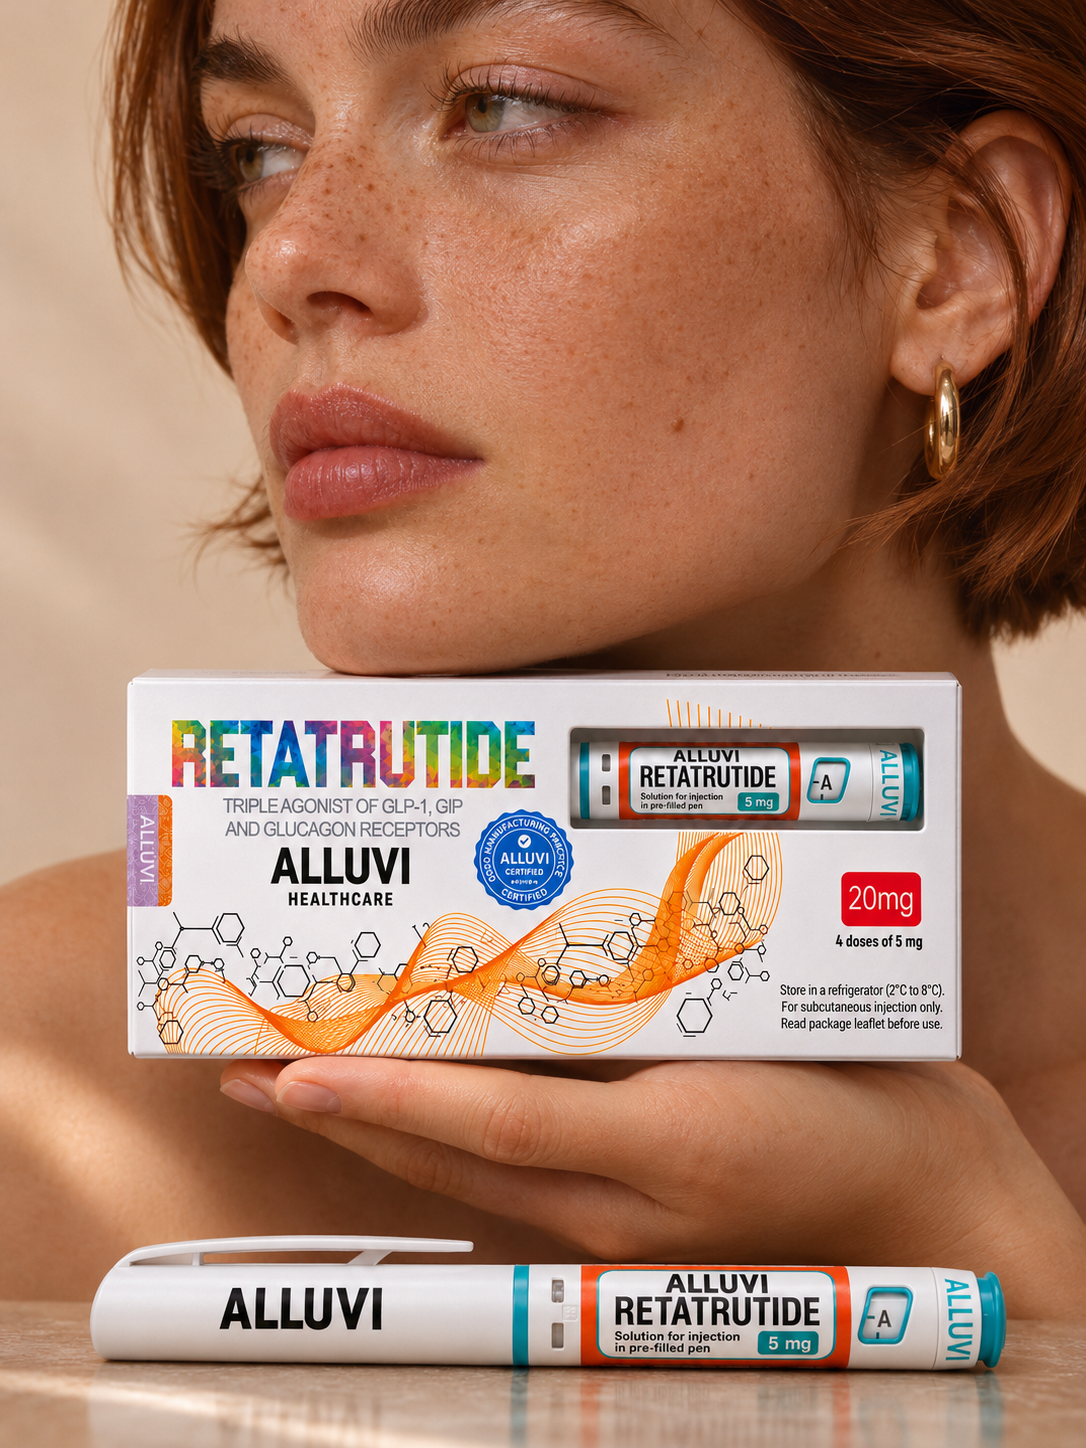 RETATRUTIDE
TRIPLE AGONIST OF GLP-1, GIP
AND GLUCAGON RECEPTORS
ALLUVI
HEALTHCARE
ALLUVI
ALLUVI
CERTIFIED
CERTIFIED
ALLUVI
RETATRUTIDE
Solution for injection
in pre-filled pen
5 mg
A
ALLUVI
20mg
4 doses of 5 mg
Store in a refrigerator (2°C to 8°C).
For subcutaneous injection only.
Read package leaflet before use.
ALLUVI
ALLUVI
RETATRUTIDE
Solution for injection
in pre-filled pen
5 mg
A
ALLUVI